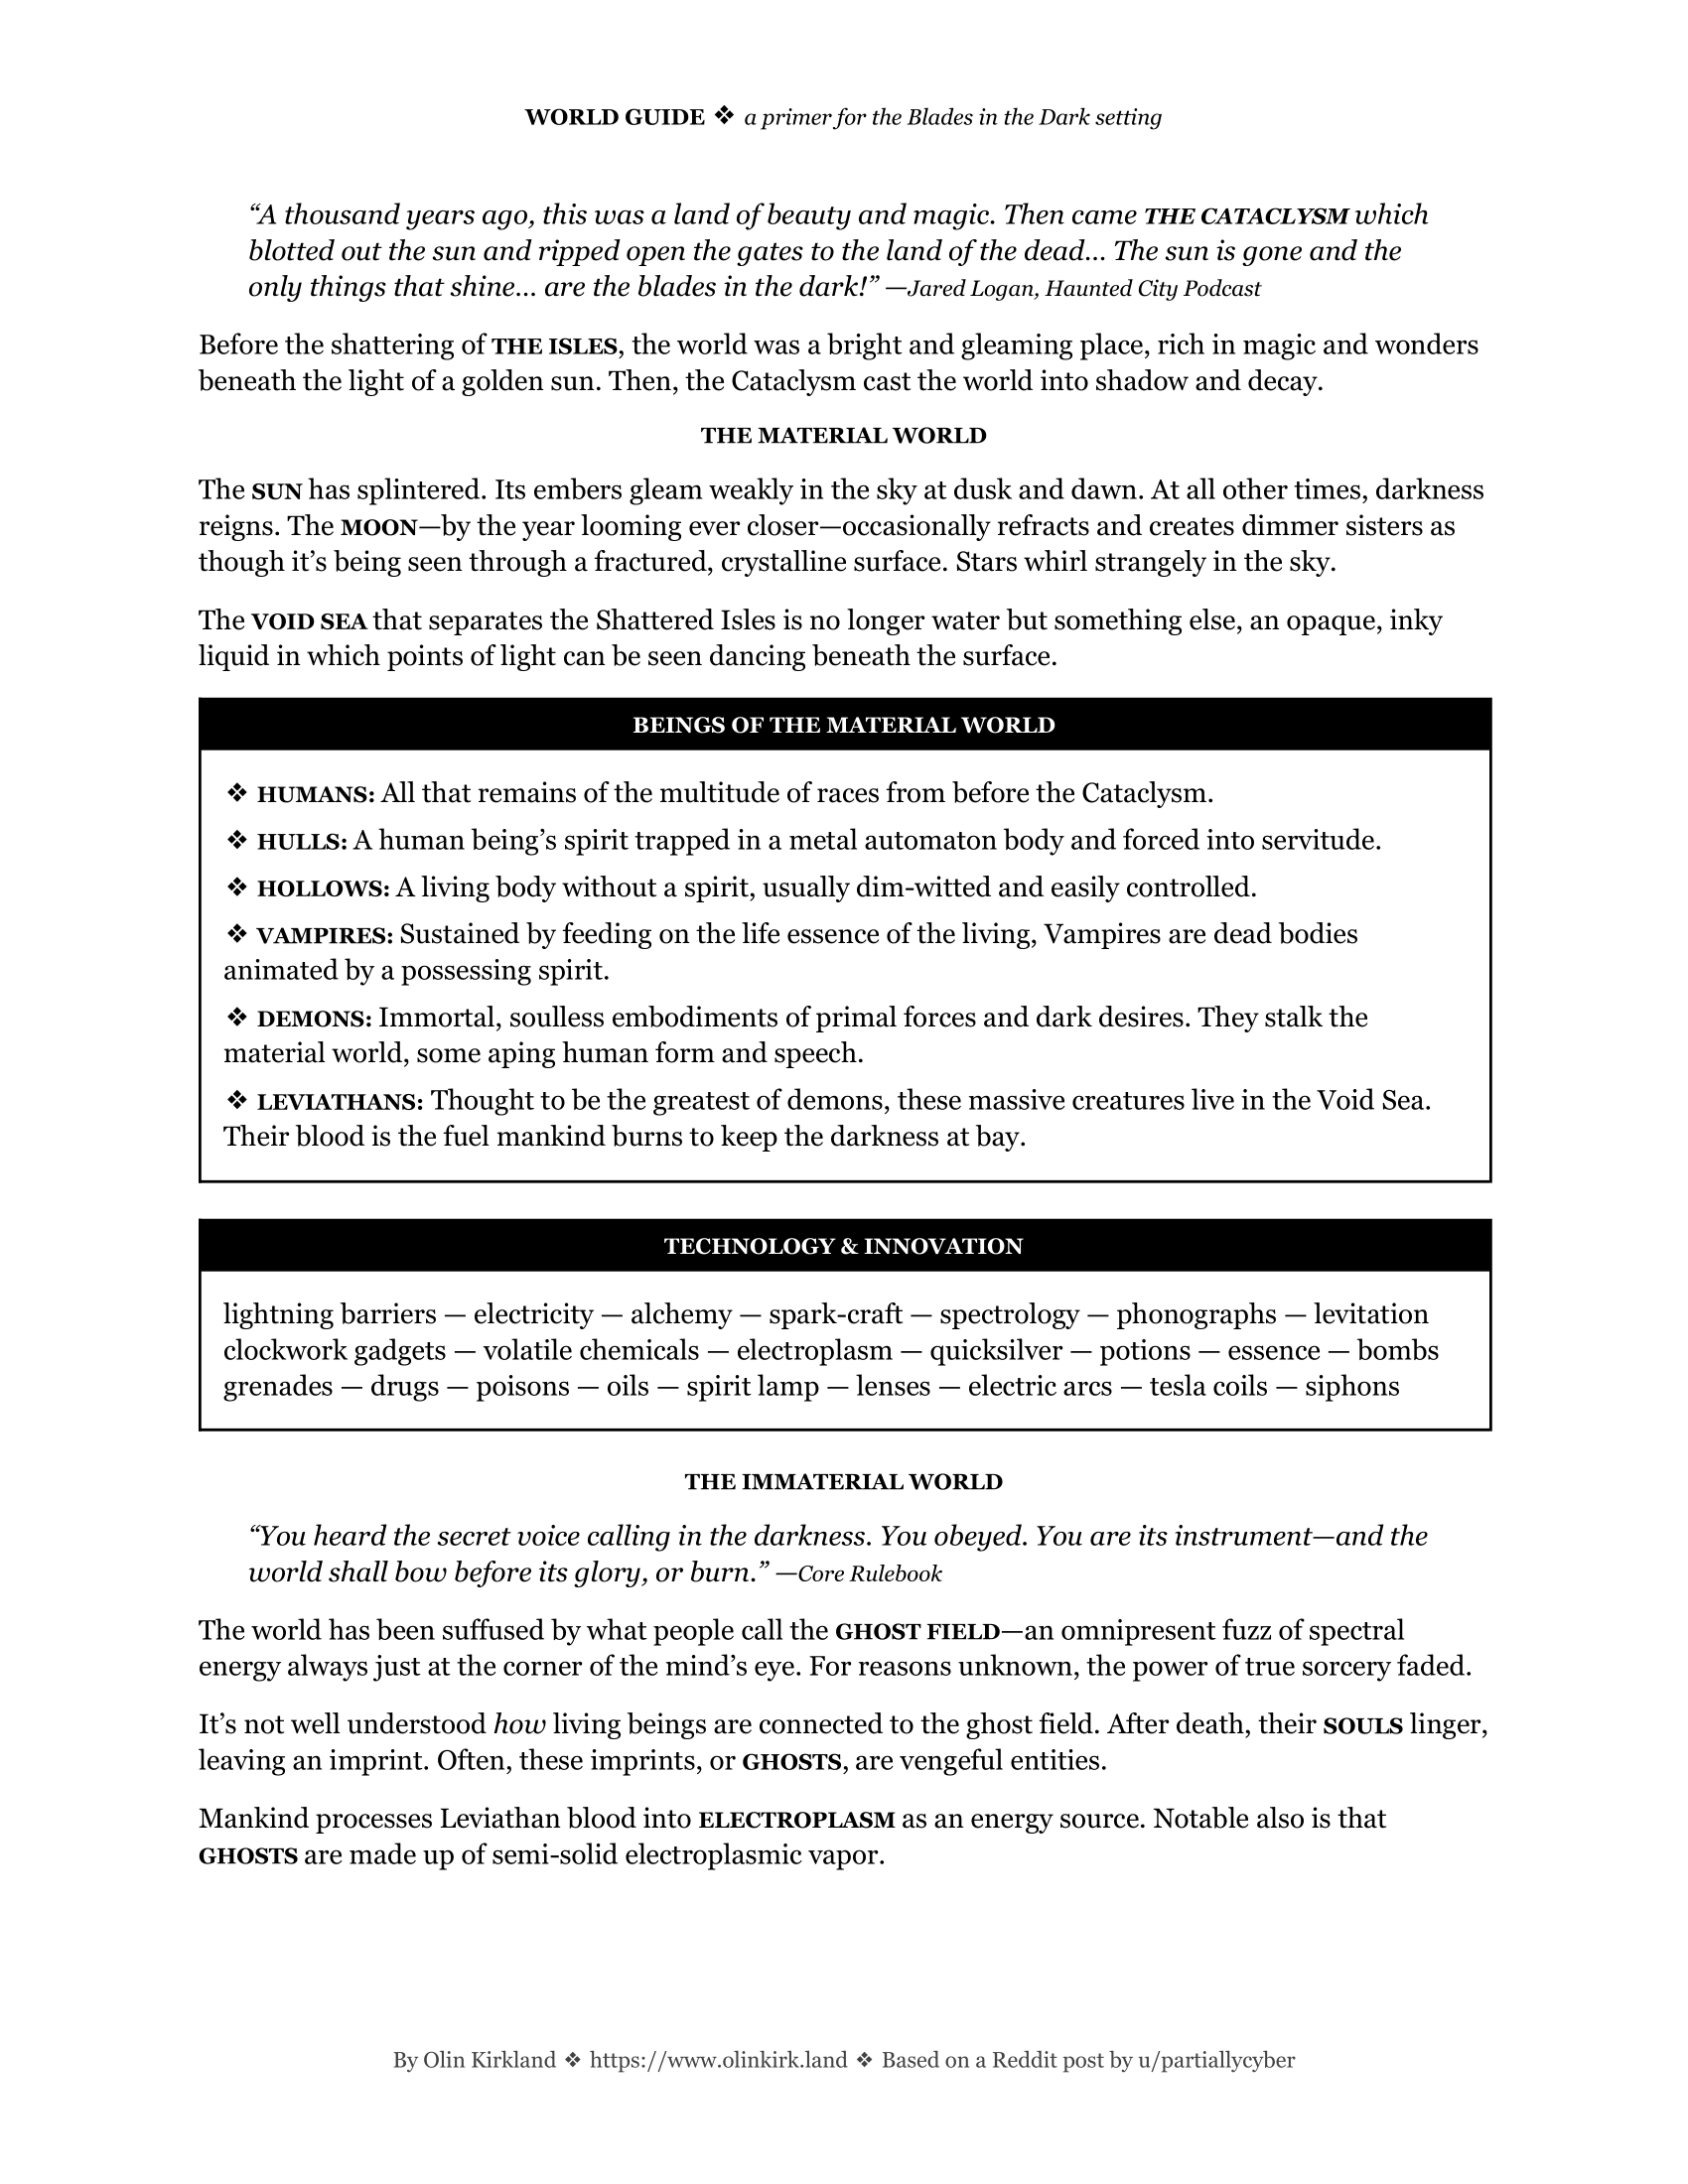 WORLD GUIDE ❖ a primer for the Blades in the Dark setting
“A thousand years ago, this was a land of beauty and magic. Then came THE CATACLYSM which
blotted out the sun and ripped open the gates to the land of the dead... The sun is gone and the
only things that shine... are the blades in the dark!” —Jared Logan, Haunted City Podcast
Before the shattering of THE ISLES, the world was a bright and gleaming place, rich in magic and wonders
beneath the light of a golden sun. Then, the Cataclysm cast the world into shadow and decay.
THE MATERIAL WORLD
The SUN has splintered. Its embers gleam weakly in the sky at dusk and dawn. At all other times, darkness
reigns. The MOON—by the year looming ever closer—occasionally refracts and creates dimmer sisters as
though it’s being seen through a fractured, crystalline surface. Stars whirl strangely in the sky.
The VOID SEA that separates the Shattered Isles is no longer water but something else, an opaque, inky
liquid in which points of light can be seen dancing beneath the surface.
BEINGS OF THE MATERIAL WORLD
❖ HUMANS: All that remains of the multitude of races from before the Cataclysm.
❖ HULLS: A human being’s spirit trapped in a metal automaton body and forced into servitude.
❖ HOLLOWS: A living body without a spirit, usually dim-witted and easily controlled.
❖ VAMPIRES: Sustained by feeding on the life essence of the living, Vampires are dead bodies
animated by a possessing spirit.
❖ DEMONS: Immortal, soulless embodiments of primal forces and dark desires. They stalk the
material world, some aping human form and speech.
❖ LEVIATHANS: Thought to be the greatest of demons, these massive creatures live in the Void Sea.
Their blood is the fuel mankind burns to keep the darkness at bay.
TECHNOLOGY & INNOVATION
lightning barriers — electricity — alchemy — spark-craft — spectrology — phonographs — levitation
clockwork gadgets — volatile chemicals — electroplasm — quicksilver — potions — essence — bombs
grenades — drugs — poisons — oils — spirit lamp — lenses — electric arcs — tesla coils — siphons
THE IMMATERIAL WORLD
“You heard the secret voice calling in the darkness. You obeyed. You are its instrument—and the
world shall bow before its glory, or burn.” —Core Rulebook
The world has been suffused by what people call the GHOST FIELD—an omnipresent fuzz of spectral
energy always just at the corner of the mind’s eye. For reasons unknown, the power of true sorcery faded.
It’s not well understood how living beings are connected to the ghost field. After death, their SOULS linger,
leaving an imprint. Often, these imprints, or GHOSTS, are vengeful entities.
Mankind processes Leviathan blood into ELECTROPLASM as an energy source. Notable also is that
GHOSTS are made up of semi-solid electroplasmic vapor.
By Olin Kirkland ❖ https://www.olinkirk.land ❖ Based on a Reddit post by u/partiallycyber